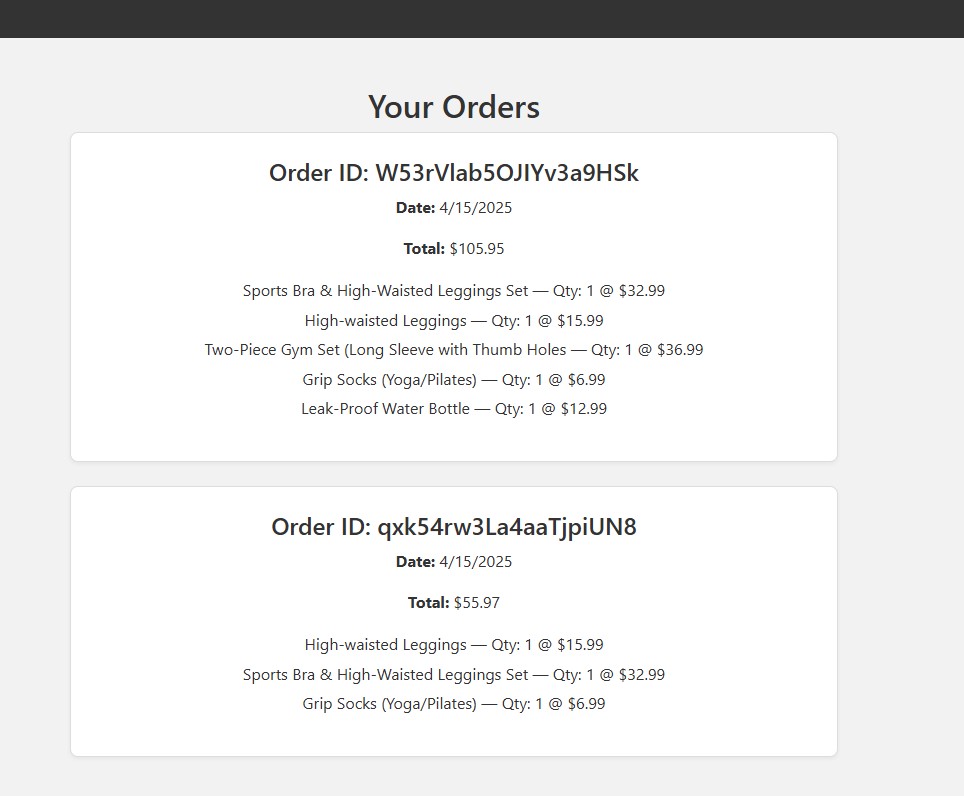 Your Orders
Order ID: W53rVlab5OJIYv3a9HSk
Date: 4/15/2025
Total: $105.95
Sports Bra & High-Waisted Leggings Set — Qty: 1 @ $32.99
High-waisted Leggings — Qty: 1 @ $15.99
Two-Piece Gym Set (Long Sleeve with Thumb Holes — Qty: 1 @ $36.99
Grip Socks (Yoga/Pilates) — Qty: 1 @ $6.99
Leak-Proof Water Bottle — Qty: 1 @ $12.99
Order ID: qxk54rw3La4aaTjpiUN8
Date: 4/15/2025
Total: $55.97
High-waisted Leggings — Qty: 1 @ $15.99
Sports Bra & High-Waisted Leggings Set — Qty: 1 @ $32.99
Grip Socks (Yoga/Pilates) — Qty: 1 @ $6.99